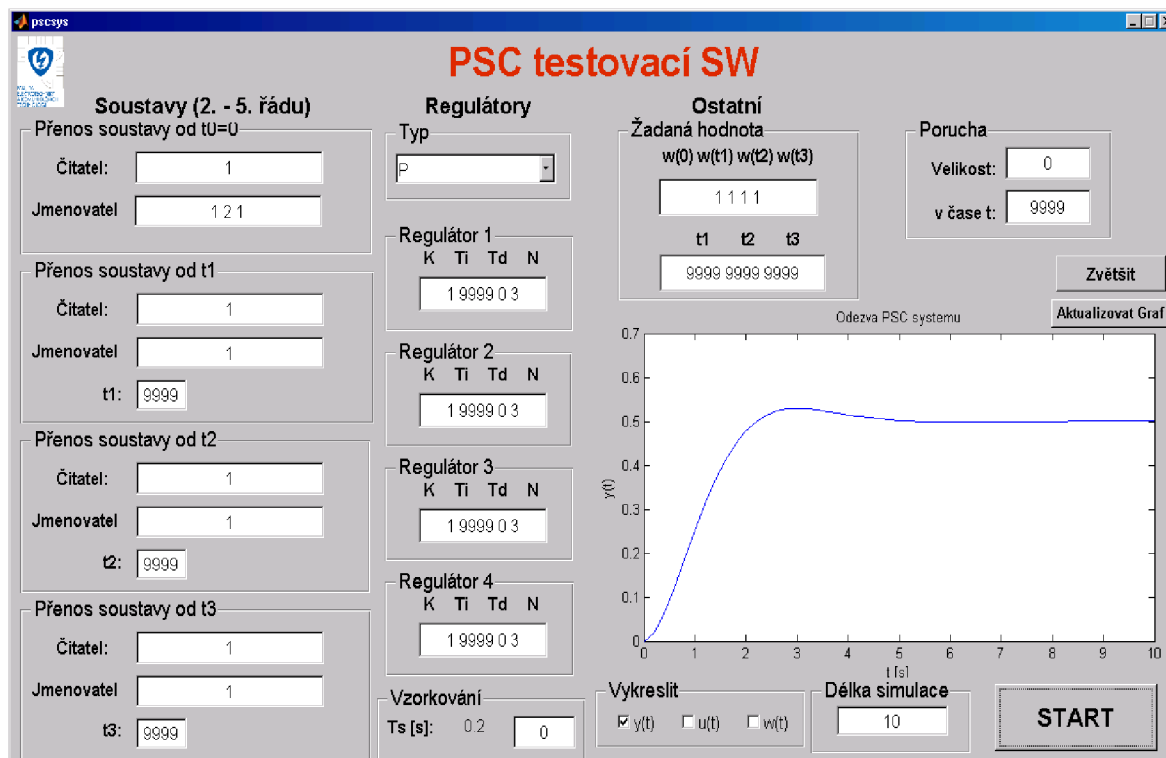 pscsys
PSC testovací SW
Soustavy (2. - 5. řádu)
Přenos soustavy od t0=0
Čitatel:
1
Jmenovatel
1 2 1
Přenos soustavy od t1
Čitatel:
1
Jmenovatel
1
t1:
9999
Přenos soustavy od t2
Čitatel:
1
Jmenovatel
1
t2:
9999
Přenos soustavy od t3
Čitatel:
1
Jmenovatel
1
t3:
9999
Regulátory
Typ
P
Regulátor 1
K Ti Td N
1 9999 0 3
Regulátor 2
K Ti Td N
1 9999 0 3
Regulátor 3
K Ti Td N
1 9999 0 3
Regulátor 4
K Ti Td N
1 9999 0 3
Vzorkování
Ts [s]: 0.2 0
Ostatní
Žadaná hodnota
w(0) w(t1) w(t2) w(t3)
1 1 1 1
t1 t2 t3
9999 9999 9999
Porucha
Velikost: 0
v čase t: 9999
Zvětšit
Aktualizovat Graf
Odezva PSC systemu
0.7
0.6
0.5
0.4
0.3
0.2
0.1
0
y(t)
0 1 2 3 4 5 6 7 8 9 10
t [s]
Vykreslit
y(t) u(t) w(t)
Délka simulace
10
START